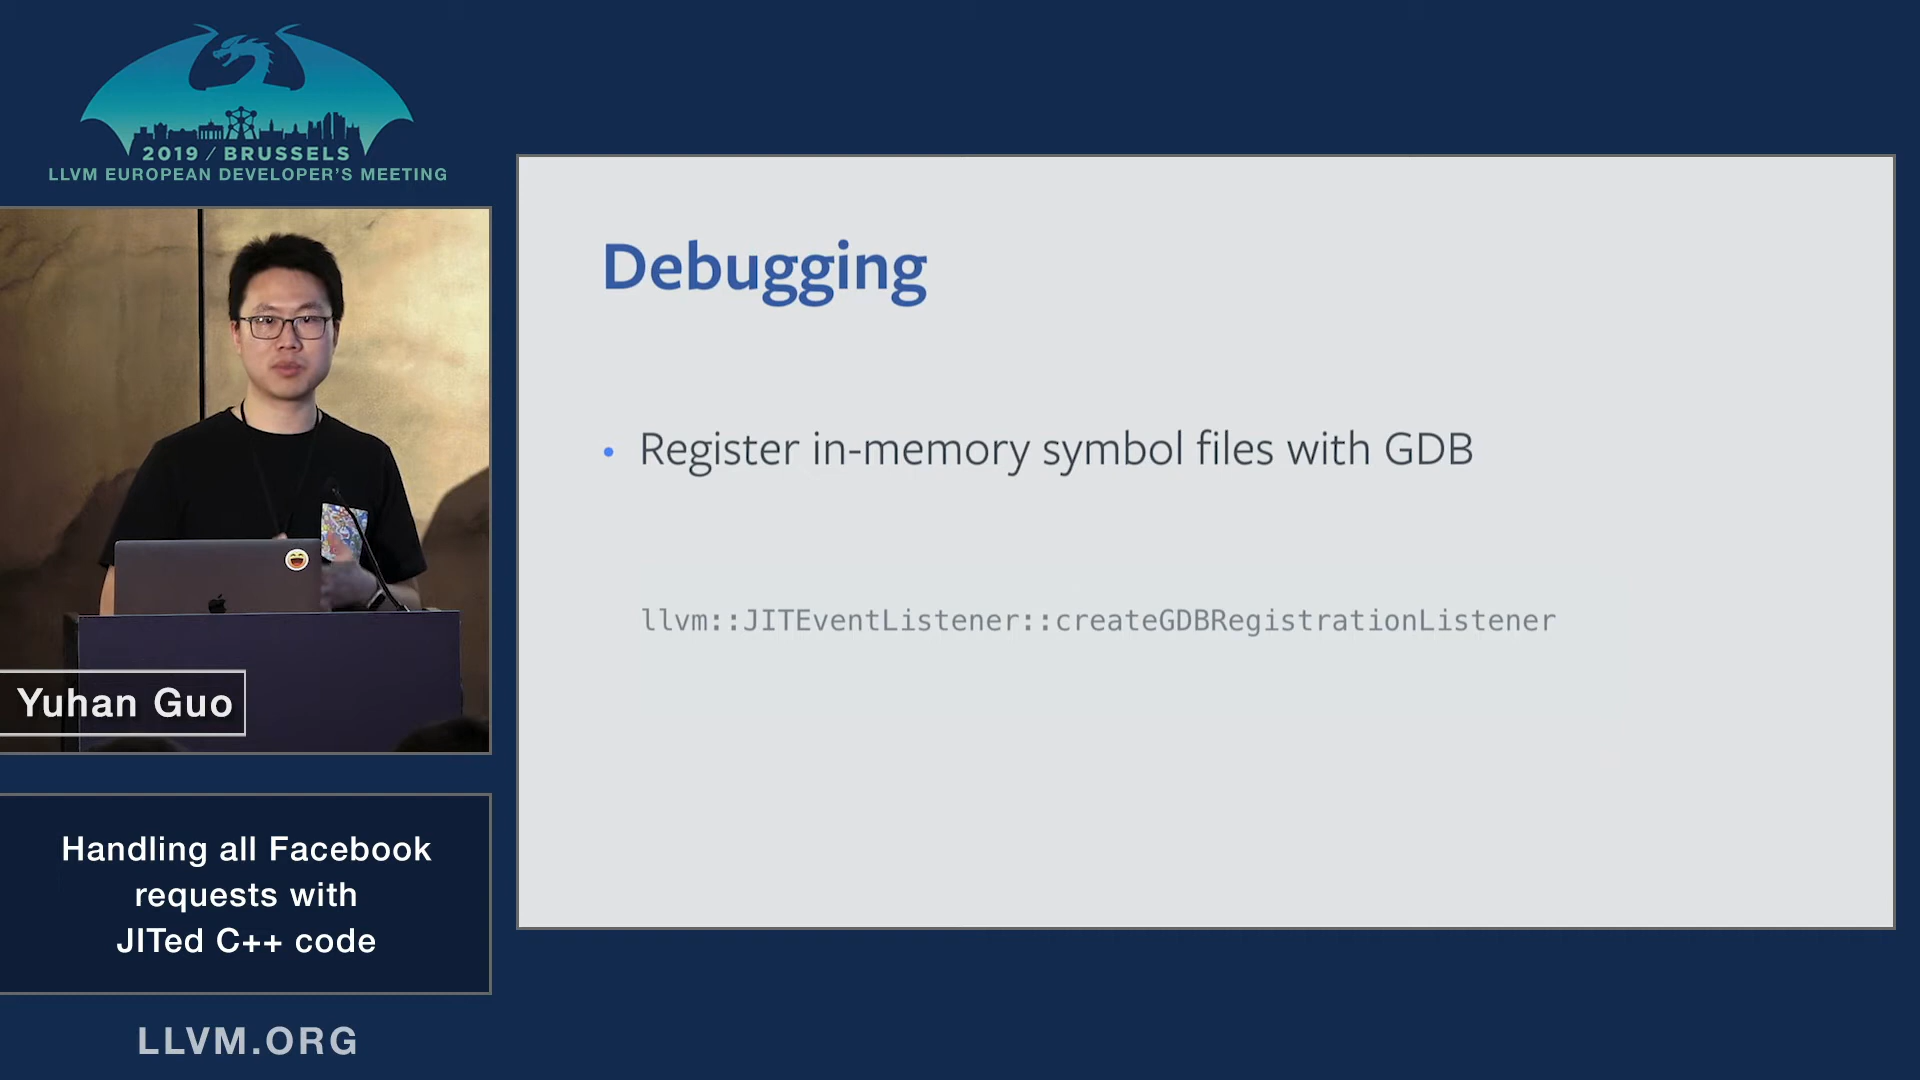 2019 / BRUSSELS
LLVM EUROPEAN DEVELOPER'S MEETING
Yuhan Guo
Handling all Facebook
requests with
JITed C++ code
LLVM.ORG
Debugging
• Register in-memory symbol files with GDB
llvm::JITEventListener::createGDBRegistrationListener